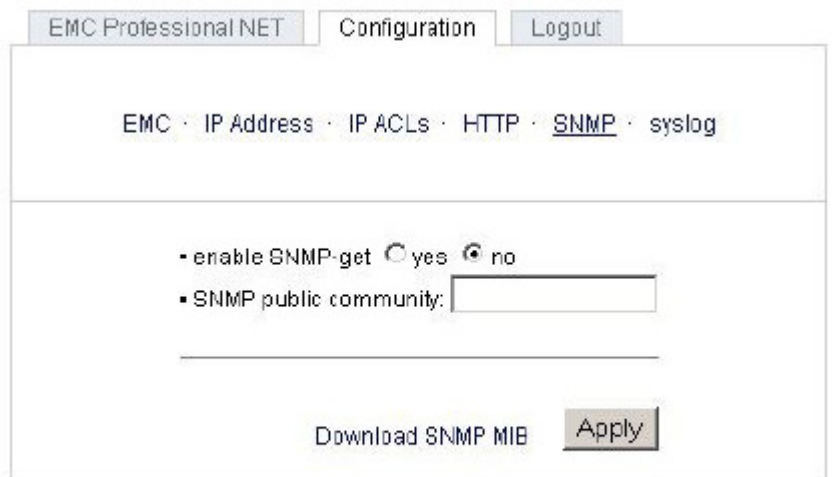 EMC Professional NET Configuration Logout
EMC · IP Address · IP ACLs · HTTP · SNMP · syslog
▪ enable SNMP-get yes no
▪ SNMP public community:
Download SNMP MIB Apply